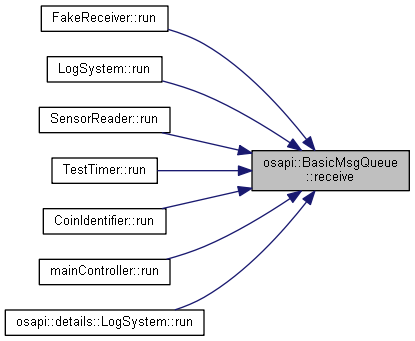 FakeReceiver::run
LogSystem::run
SensorReader::run
TestTimer::run
osapi::BasicMsgQueue
::receive
CoinIdentifier::run
mainController::run
osapi::details::LogSystem::run